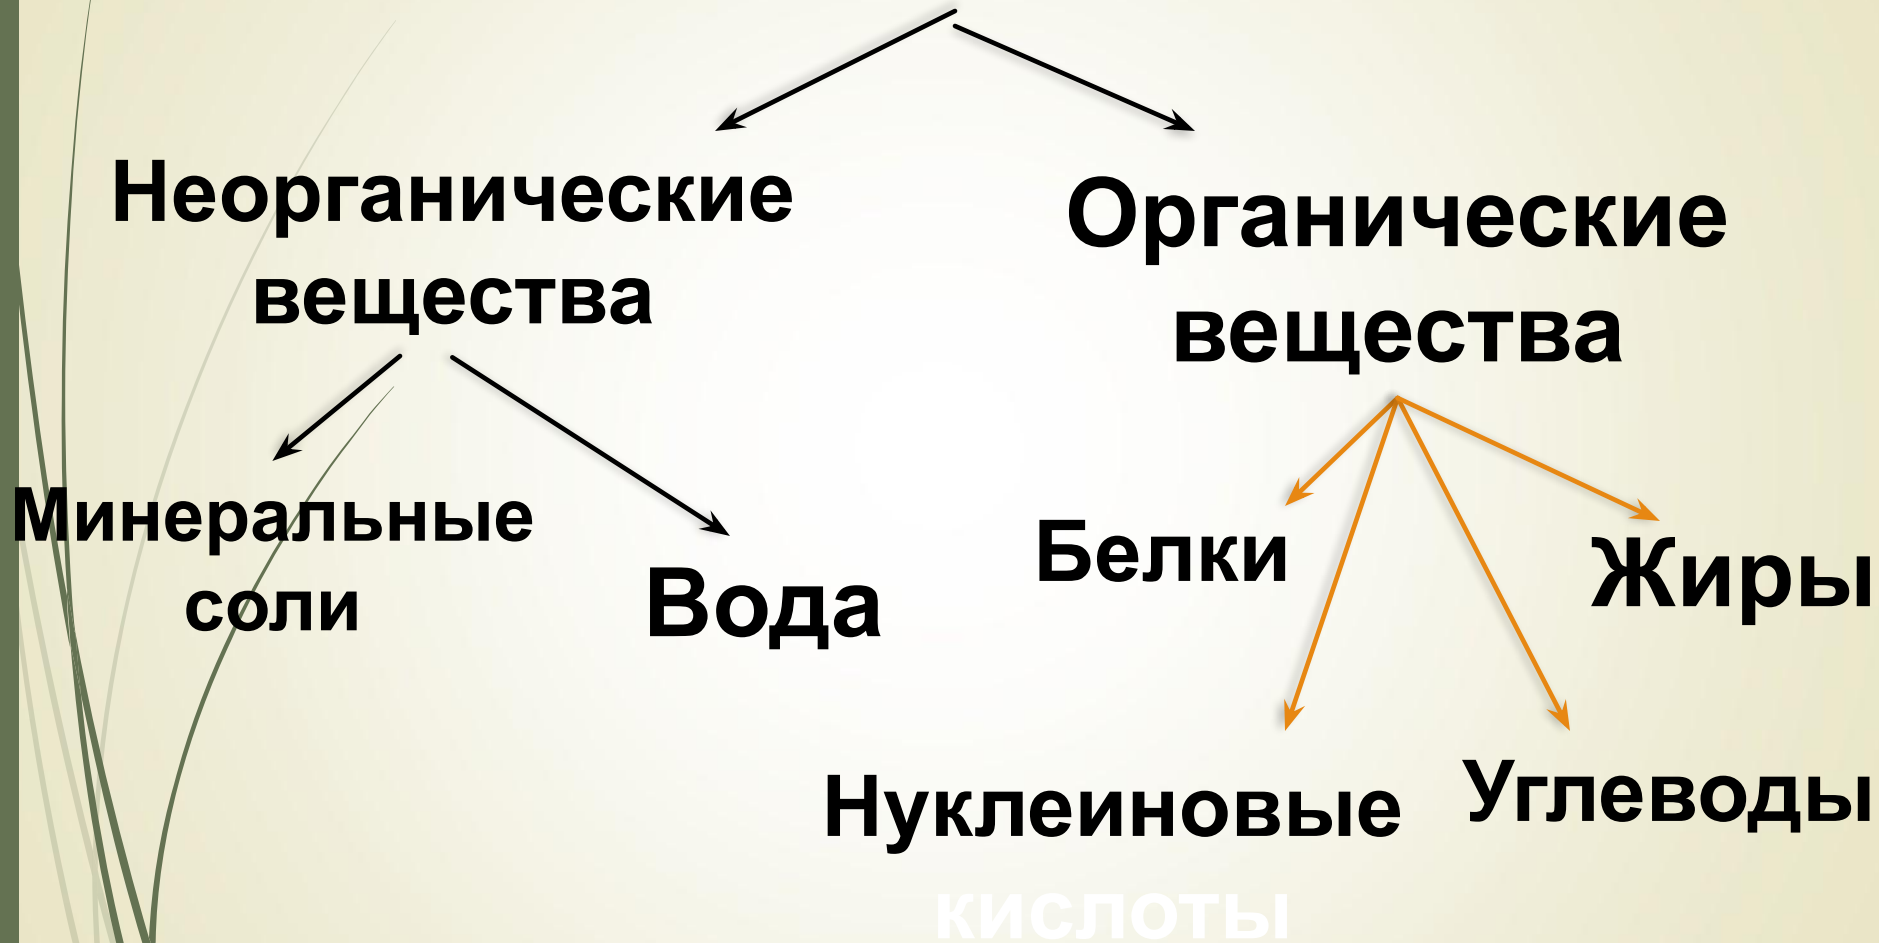 Неорганические
вещества
Органические
вещества
Минеральные
соли
Вода
Белки
Жиры
Нуклеиновые
кислоты
Углеводы